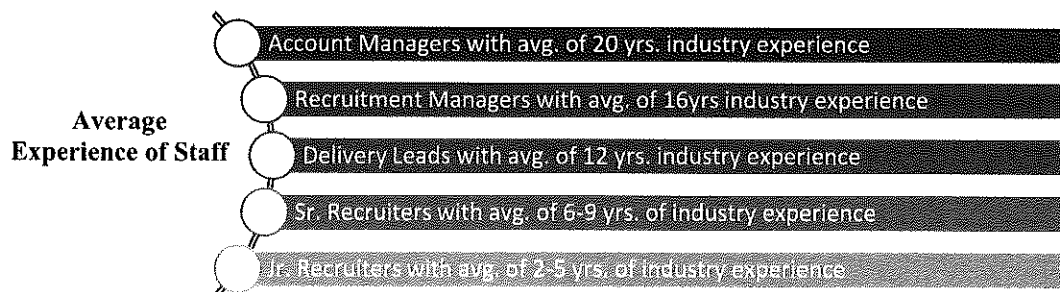 Average
Experience of Staff
Account Managers with avg. of 20 yrs. industry experience
Recruitment Managers with avg. of 16yrs industry experience
Delivery Leads with avg. of 12 yrs. industry experience
Sr. Recruiters with avg. of 6-9 yrs. of industry experience
Jr. Recruiters with avg. of 2-5 yrs. of industry experience